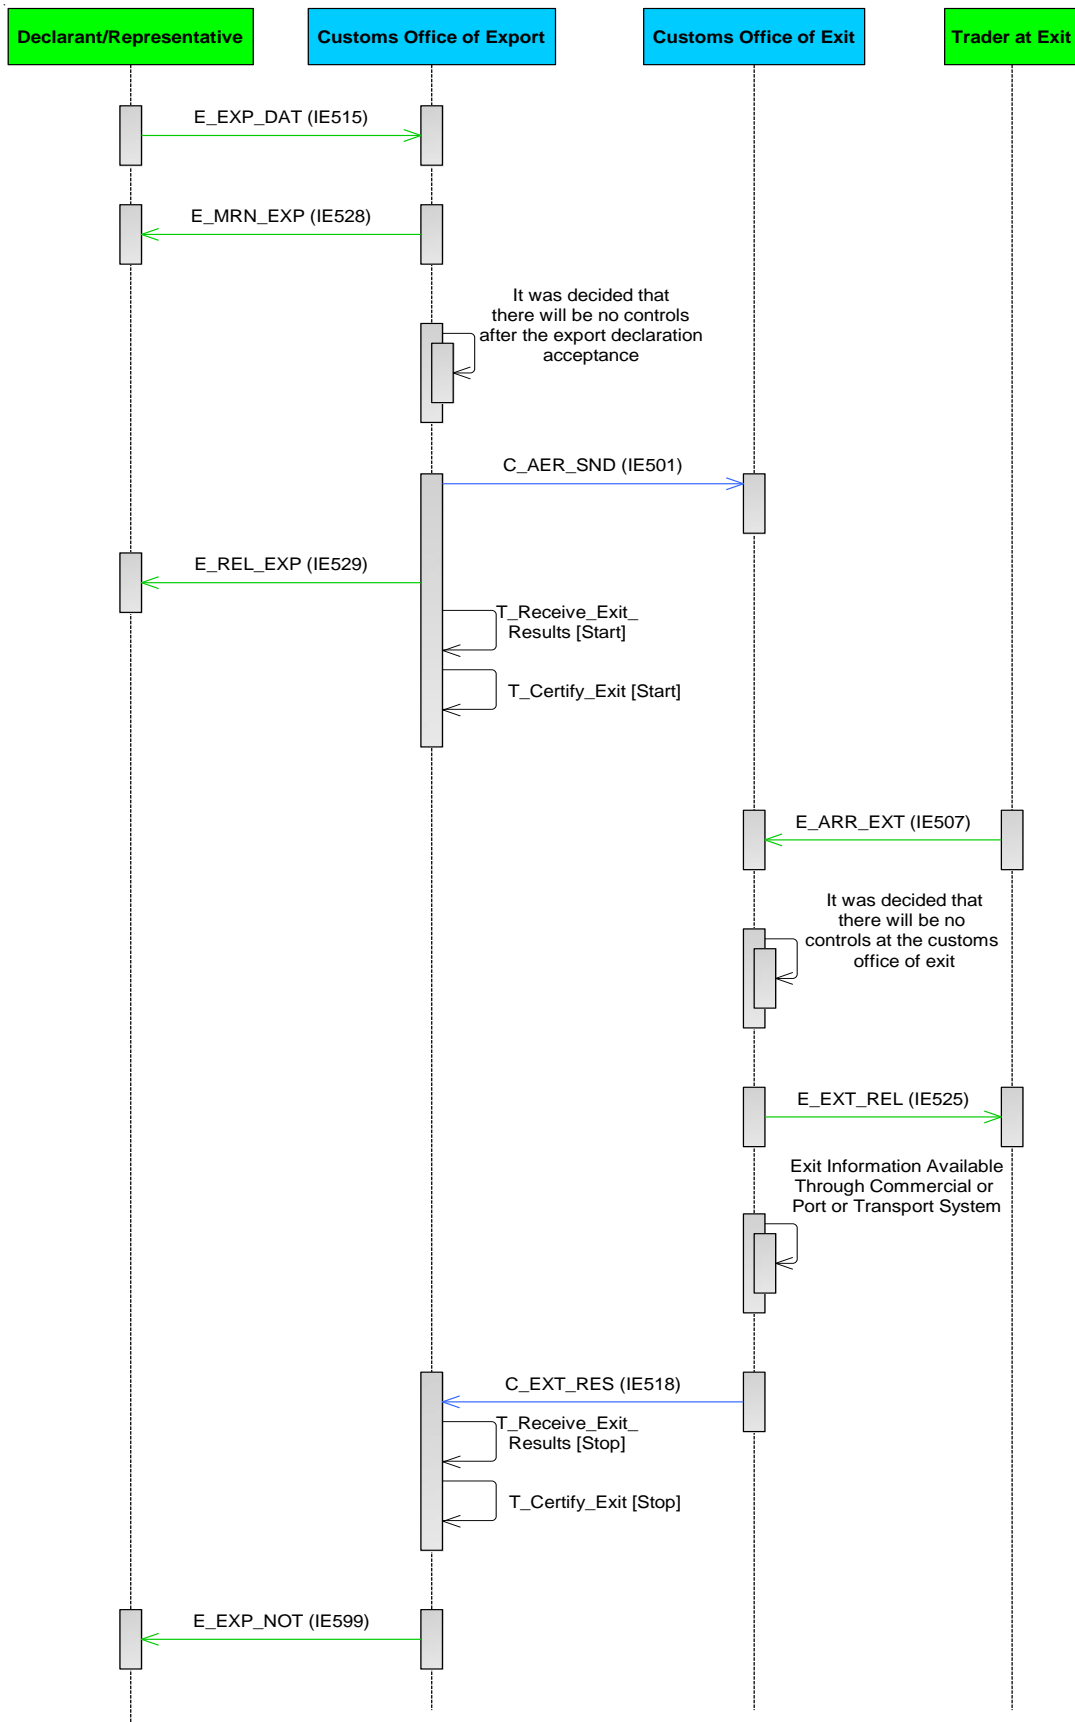 Declarant/Representative
Customs Office of Export
Customs Office of Exit
Trader at Exit
E_EXP_DAT (IE515)
E_MRN_EXP (IE528)
It was decided that
there will be no controls
after the export declaration
acceptance
C_AER_SND (IE501)
E_REL_EXP (IE529)
T_Receive_Exit_
Results [Start]
T_Certify_Exit [Start]
E_ARR_EXT (IE507)
It was decided that
there will be no
controls at the customs
office of exit
E_EXT_REL (IE525)
Exit Information Available
Through Commercial or
Port or Transport System
C_EXT_RES (IE518)
T_Receive_Exit_
Results [Stop]
T_Certify_Exit [Stop]
E_EXP_NOT (IE599)